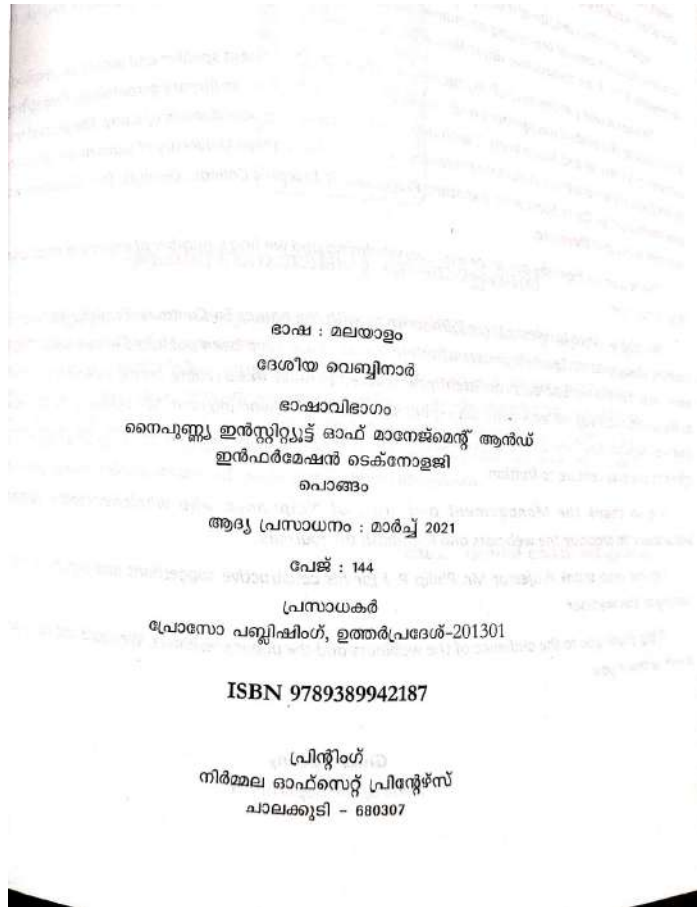 ഭാഷ : മലയാളം
ദേശീയ വെബ്ബിനാർ
ഭാഷാവിഭാഗം
നൈപുണ്ണ്യ ഇൻസ്റ്റിറ്റ്യൂട്ട് ഓഫ് മാനേജ്മെന്റ് ആൻഡ്
ഇൻഫർമേഷൻ ടെക്നോളജി
പൊങ്ങം
ആദ്യ പ്രസാധനം : മാർച്ച് 2021
പേജ് : 144
പ്രസാധകർ
പ്രോസോ പബ്ലിഷിംഗ്, ഉത്തർപ്രദേശ്-201301
ISBN 9789389942187
പ്രിന്റിംഗ്
നിർമ്മല ഓഫ്സെറ്റ് പ്രിന്റേഴ്സ്
ചാലക്കുടി - 680307